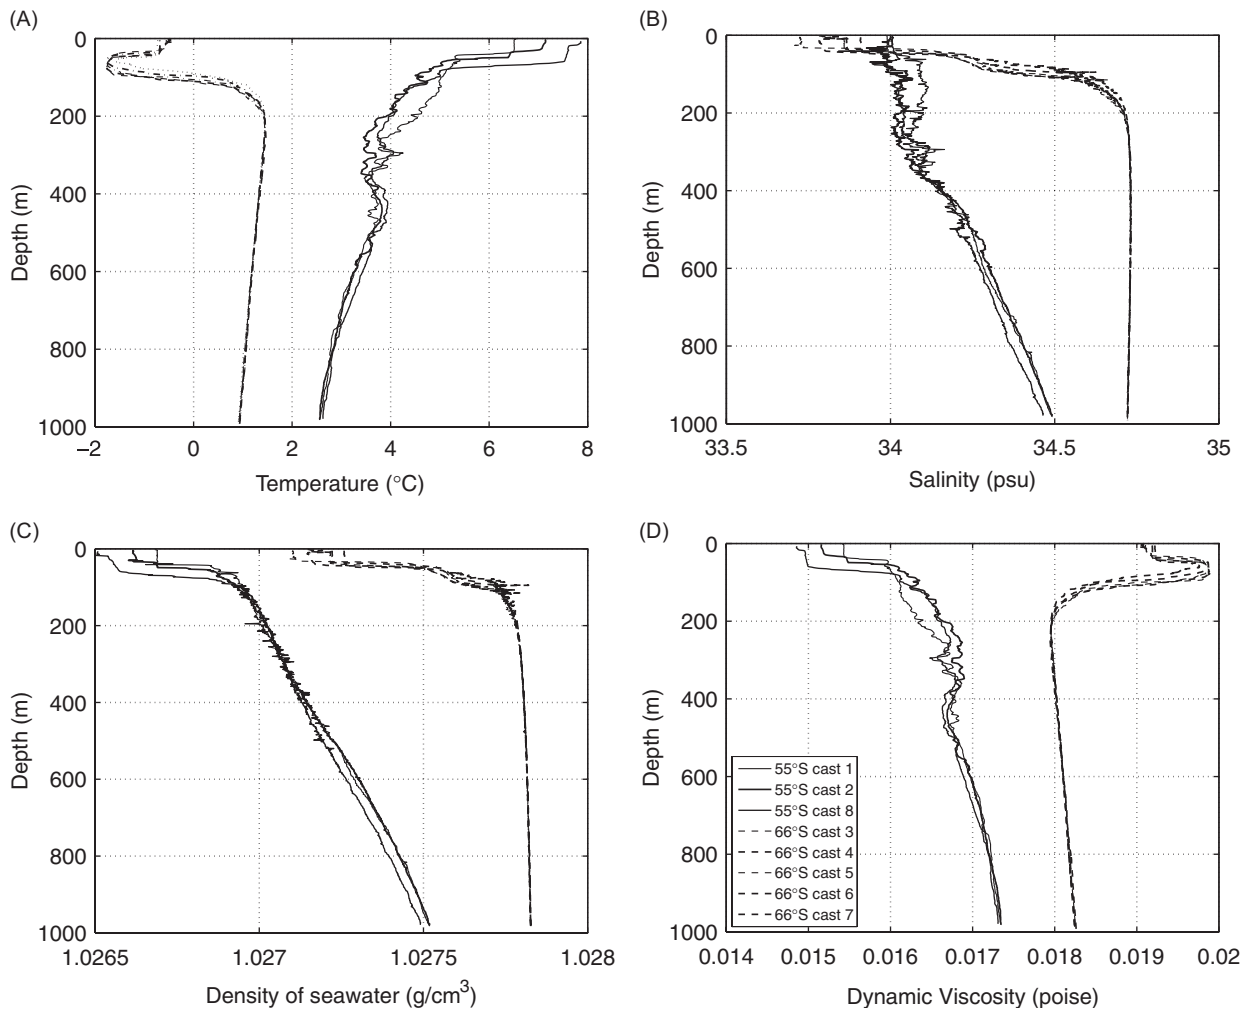 (A)
0
200
400
600
800
1000
Depth (m)
−2
0
2
4
6
8
Temperature (°C)
(B)
0
200
400
600
800
1000
Depth (m)
33.5
34
34.5
35
Salinity (psu)
(C)
0
200
400
600
800
1000
Depth (m)
1.0265
1.027
1.0275
1.028
Density of seawater (g/cm3)
(D)
0
200
400
600
800
1000
Depth (m)
55°S cast 1
55°S cast 2
55°S cast 8
66°S cast 3
66°S cast 4
66°S cast 5
66°S cast 6
66°S cast 7
0.014
0.015
0.016
0.017
0.018
0.019
0.02
Dynamic Viscosity (poise)